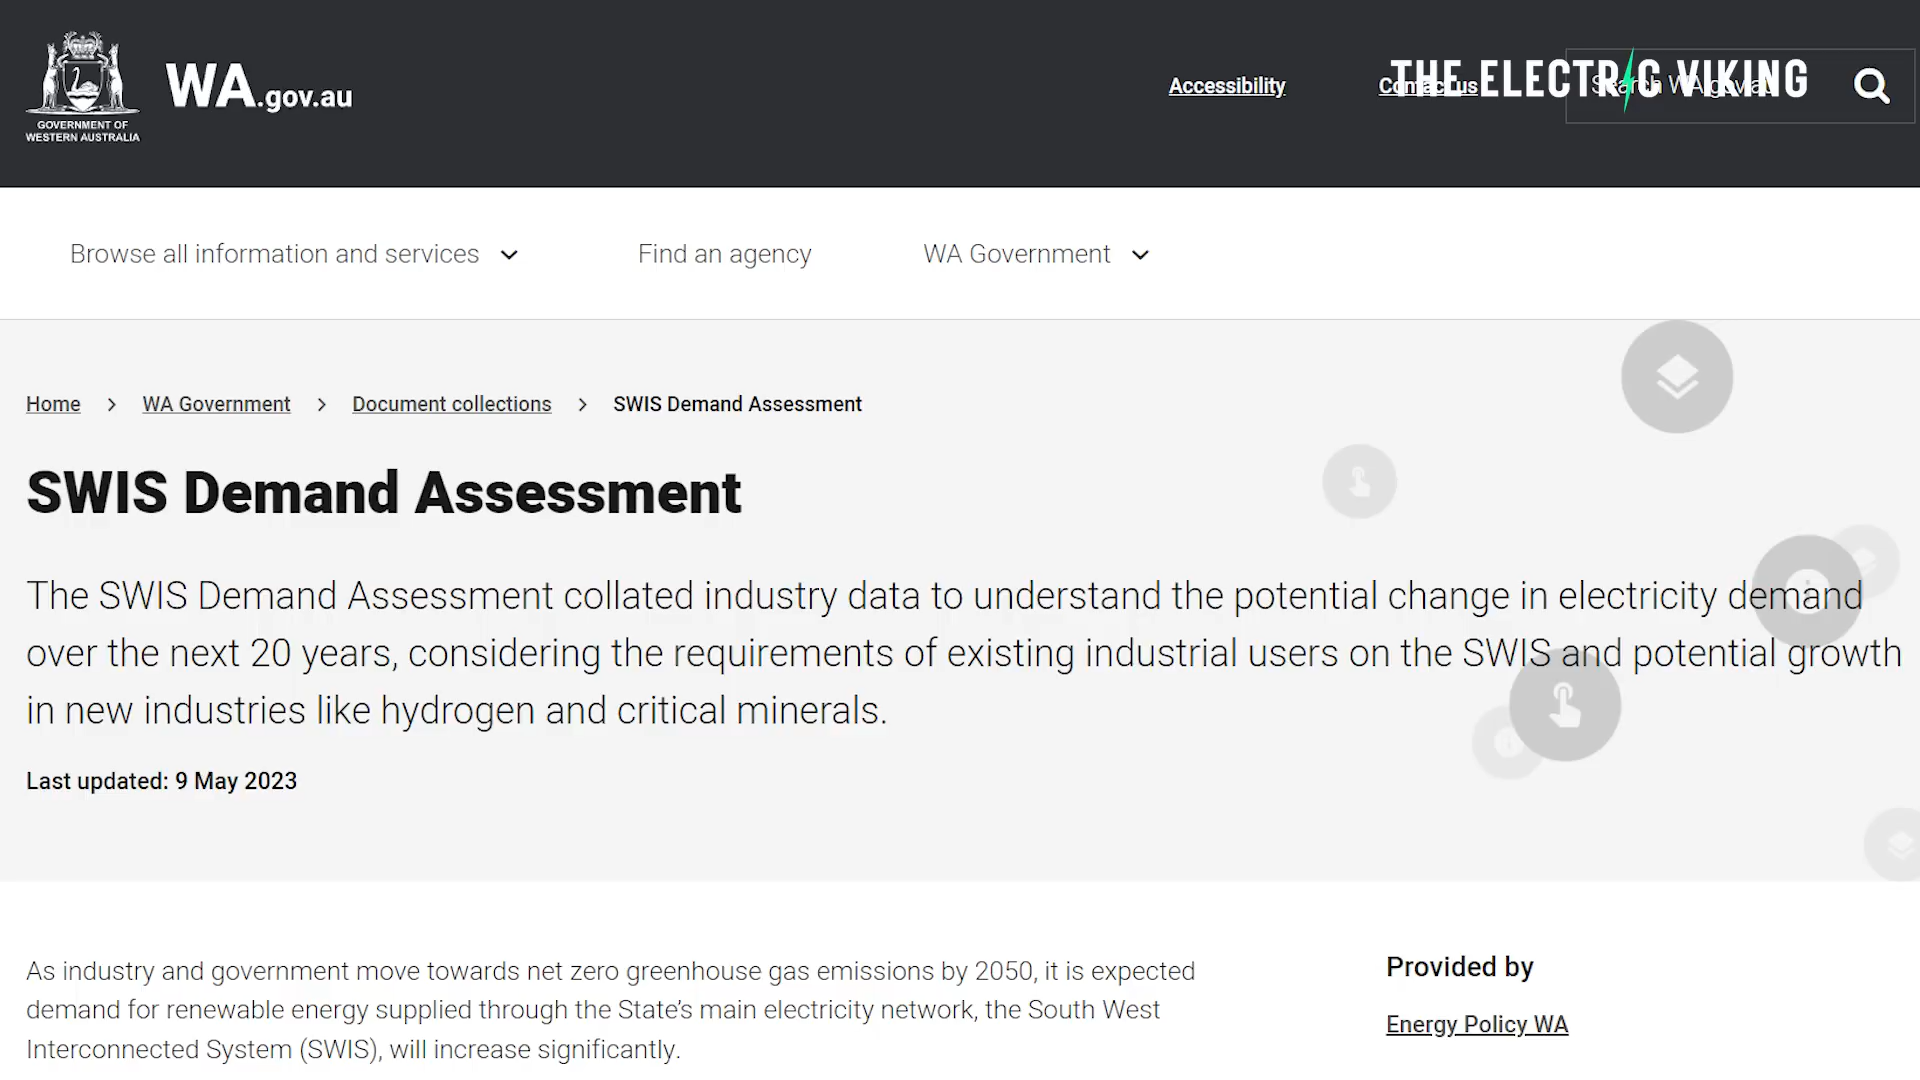 GOVERNMENT OF
WESTERN AUSTRALIA
WA.gov.au
Accessibility
Contact us
Search WA.gov.au
THE ELECTRIC VIKING
Browse all information and services
Find an agency
WA Government
Home > WA Government > Document collections > SWIS Demand Assessment
SWIS Demand Assessment
The SWIS Demand Assessment collated industry data to understand the potential change in electricity demand
over the next 20 years, considering the requirements of existing industrial users on the SWIS and potential growth
in new industries like hydrogen and critical minerals.
Last updated: 9 May 2023
As industry and government move towards net zero greenhouse gas emissions by 2050, it is expected
demand for renewable energy supplied through the State's main electricity network, the South West
Interconnected System (SWIS), will increase significantly.
Provided by
Energy Policy WA